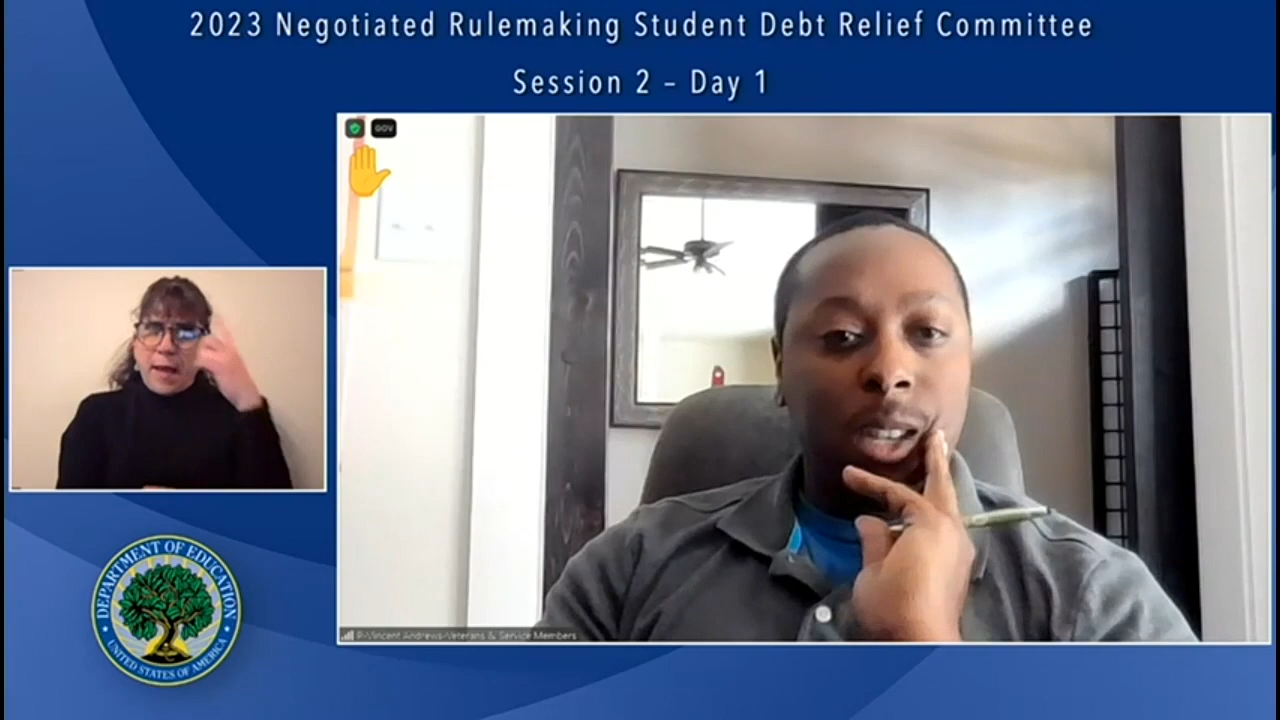 2023 Negotiated Rulemaking Student Debt Relief Committee
Session 2 – Day 1
GOV
P-Vincent Andrews-Veterans & Service Members
DEPARTMENT OF EDUCATION
UNITED STATES OF AMERICA